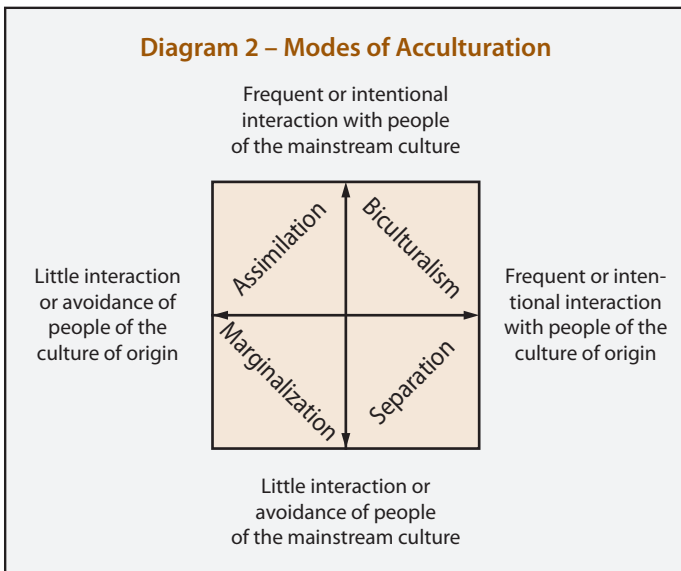 Diagram 2 – Modes of Acculturation
Frequent or intentional
interaction with people
of the mainstream culture
Assimilation
Biculturalism
Little interaction
or avoidance of
people of the
culture of origin
Frequent or inten-
tional interaction
with people of the
culture of origin
Marginalization
Separation
Little interaction or
avoidance of people
of the mainstream culture